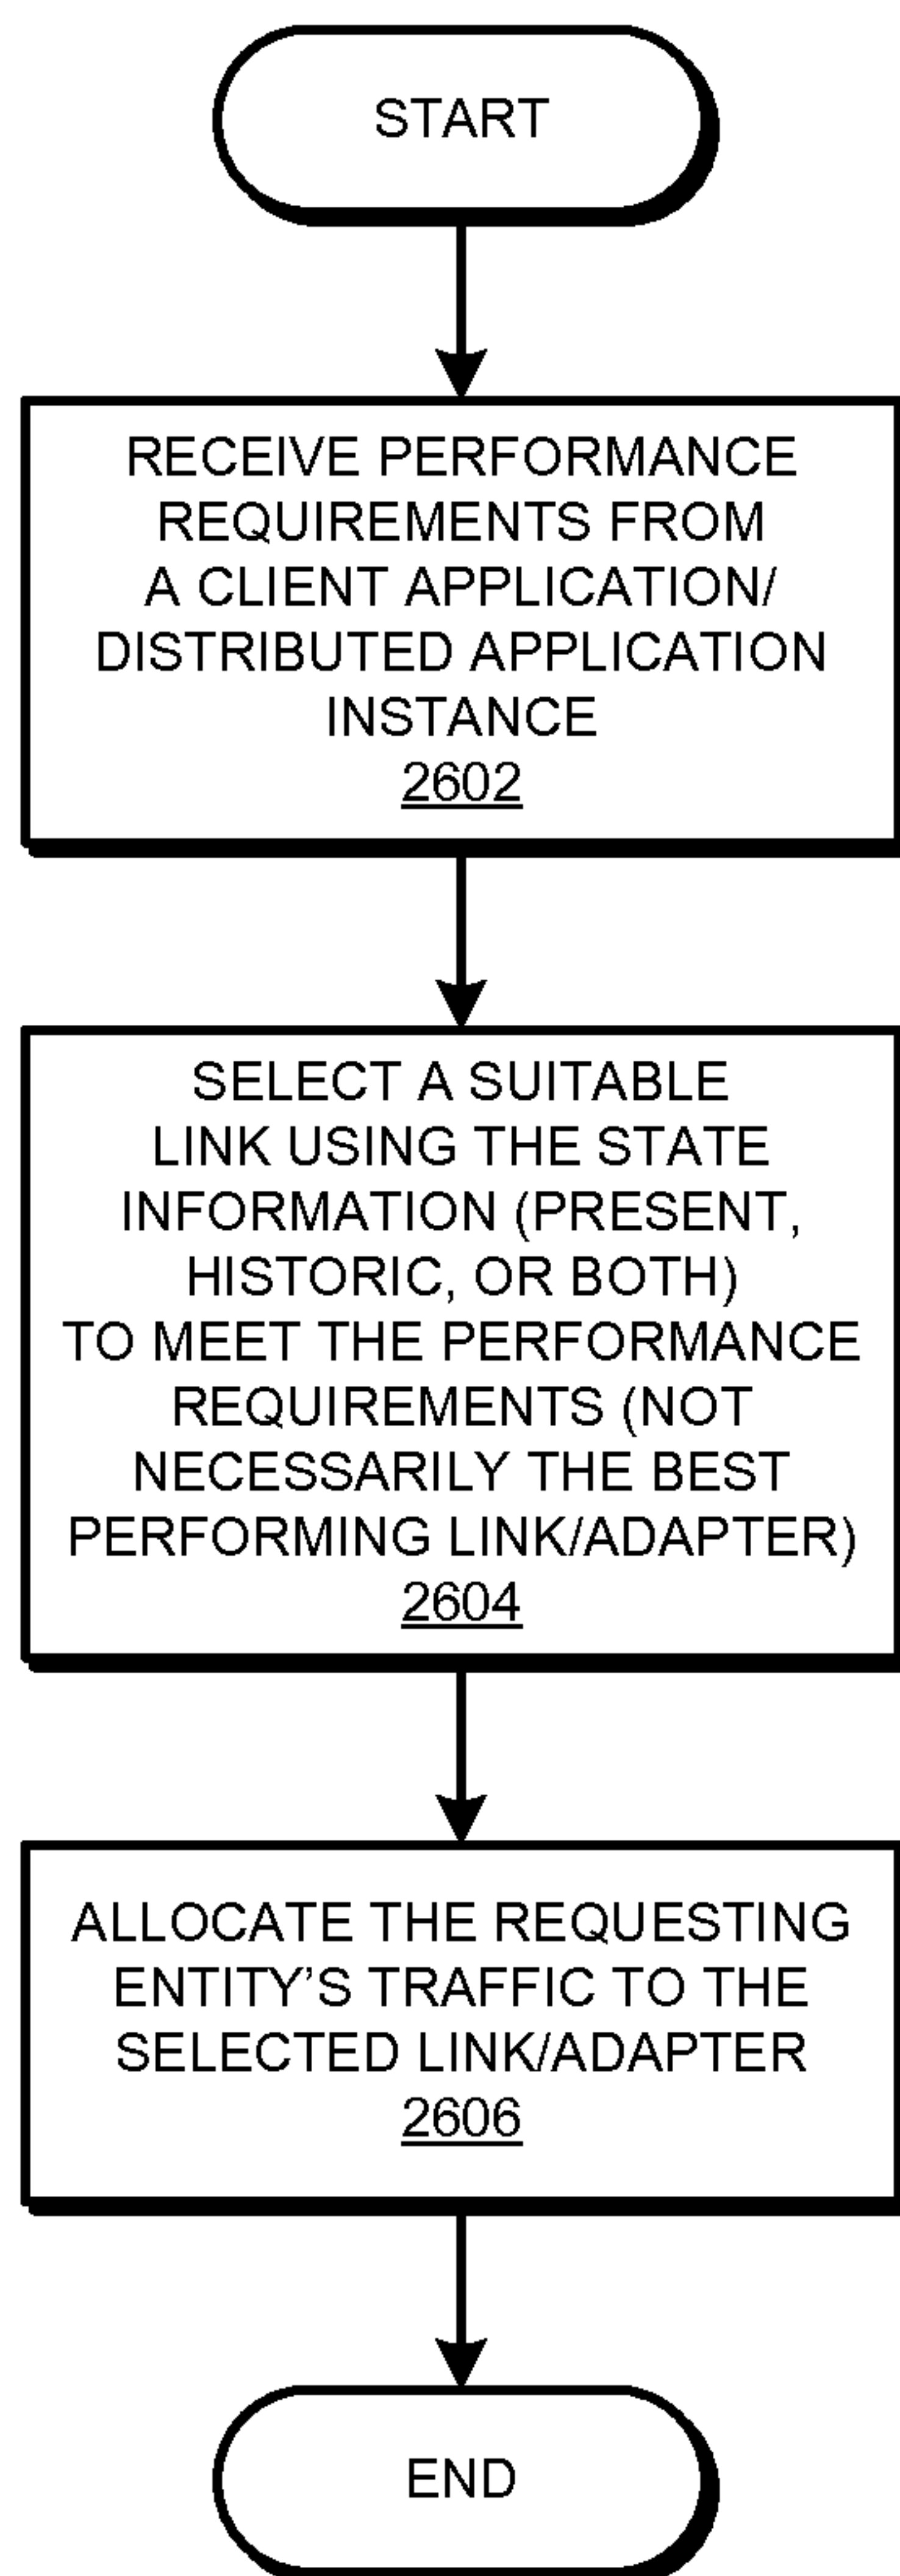 START
RECEIVE PERFORMANCE
REQUIREMENTS FROM
A CLIENT APPLICATION/
DISTRIBUTED APPLICATION
INSTANCE
2602
SELECT A SUITABLE
LINK USING THE STATE
INFORMATION (PRESENT,
HISTORIC, OR BOTH)
TO MEET THE PERFORMANCE
REQUIREMENTS (NOT
NECESSARILY THE BEST
PERFORMING LINK/ADAPTER)
2604
ALLOCATE THE REQUESTING
ENTITY’S TRAFFIC TO THE
SELECTED LINK/ADAPTER
2606
END